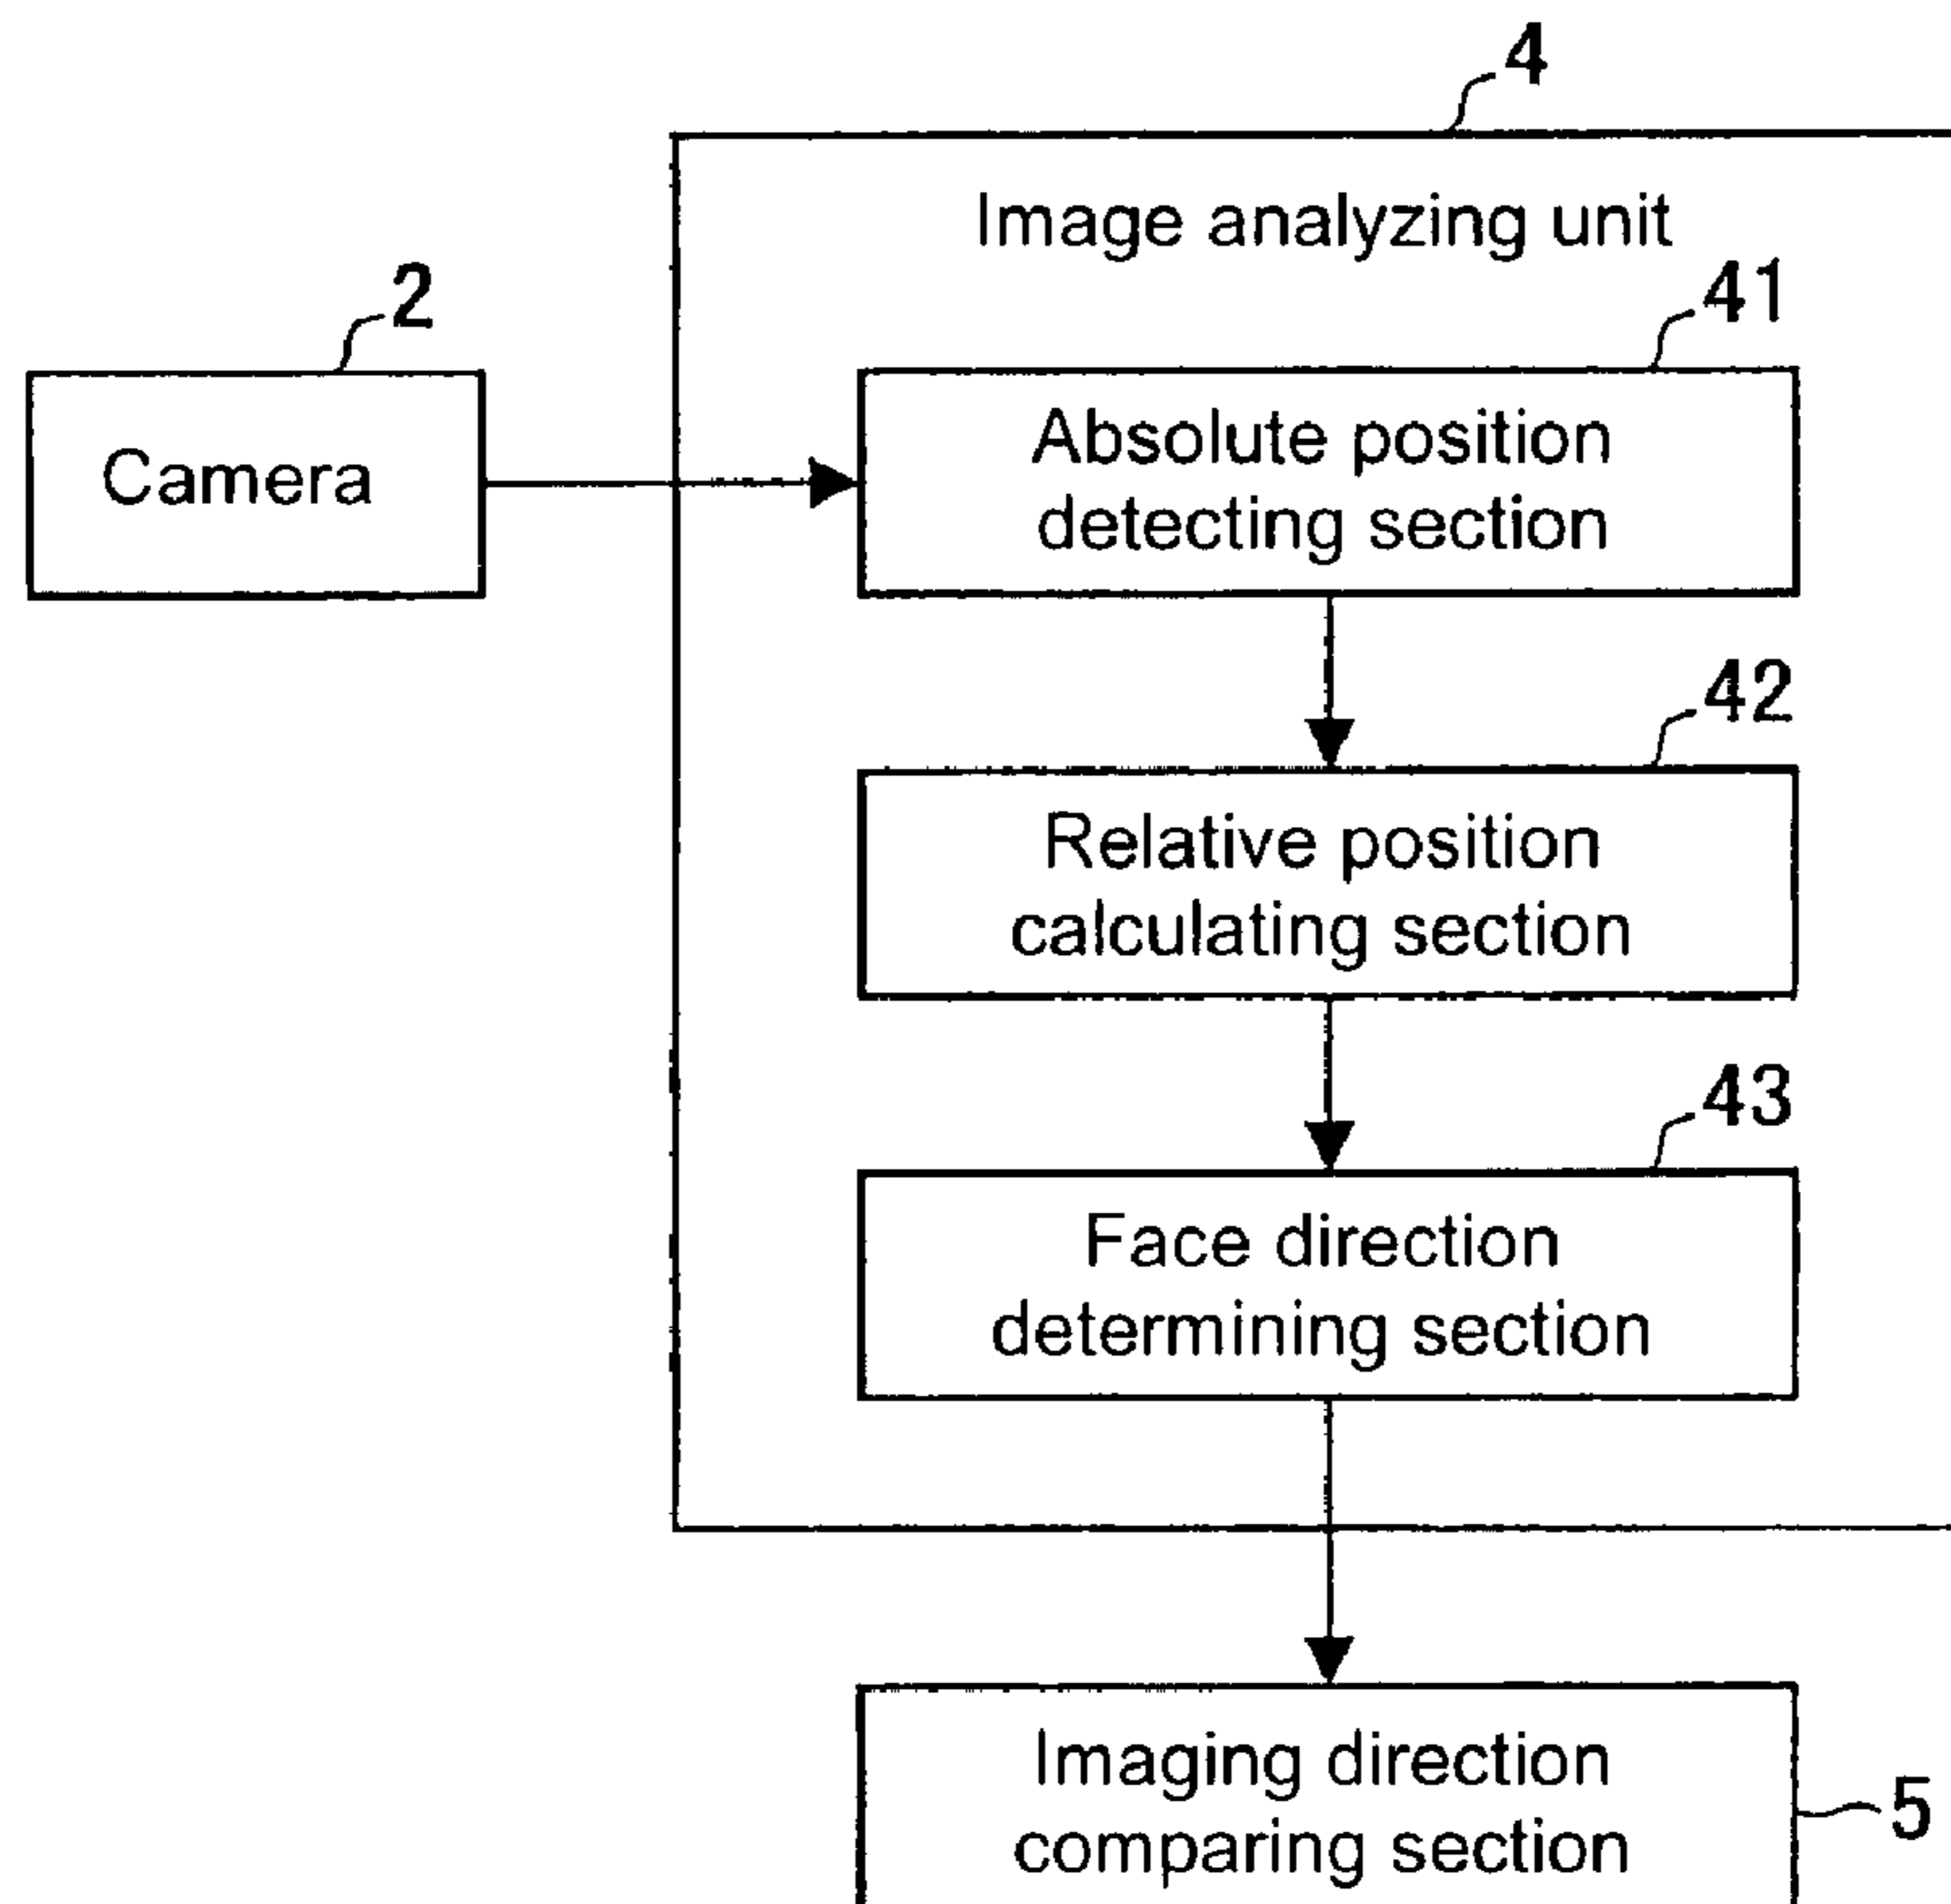 4
Image analyzing unit
2
41
Camera
Absolute position
detecting section
42
Relative position
calculating section
43
Face direction
determining section
Imaging direction
comparing section
5